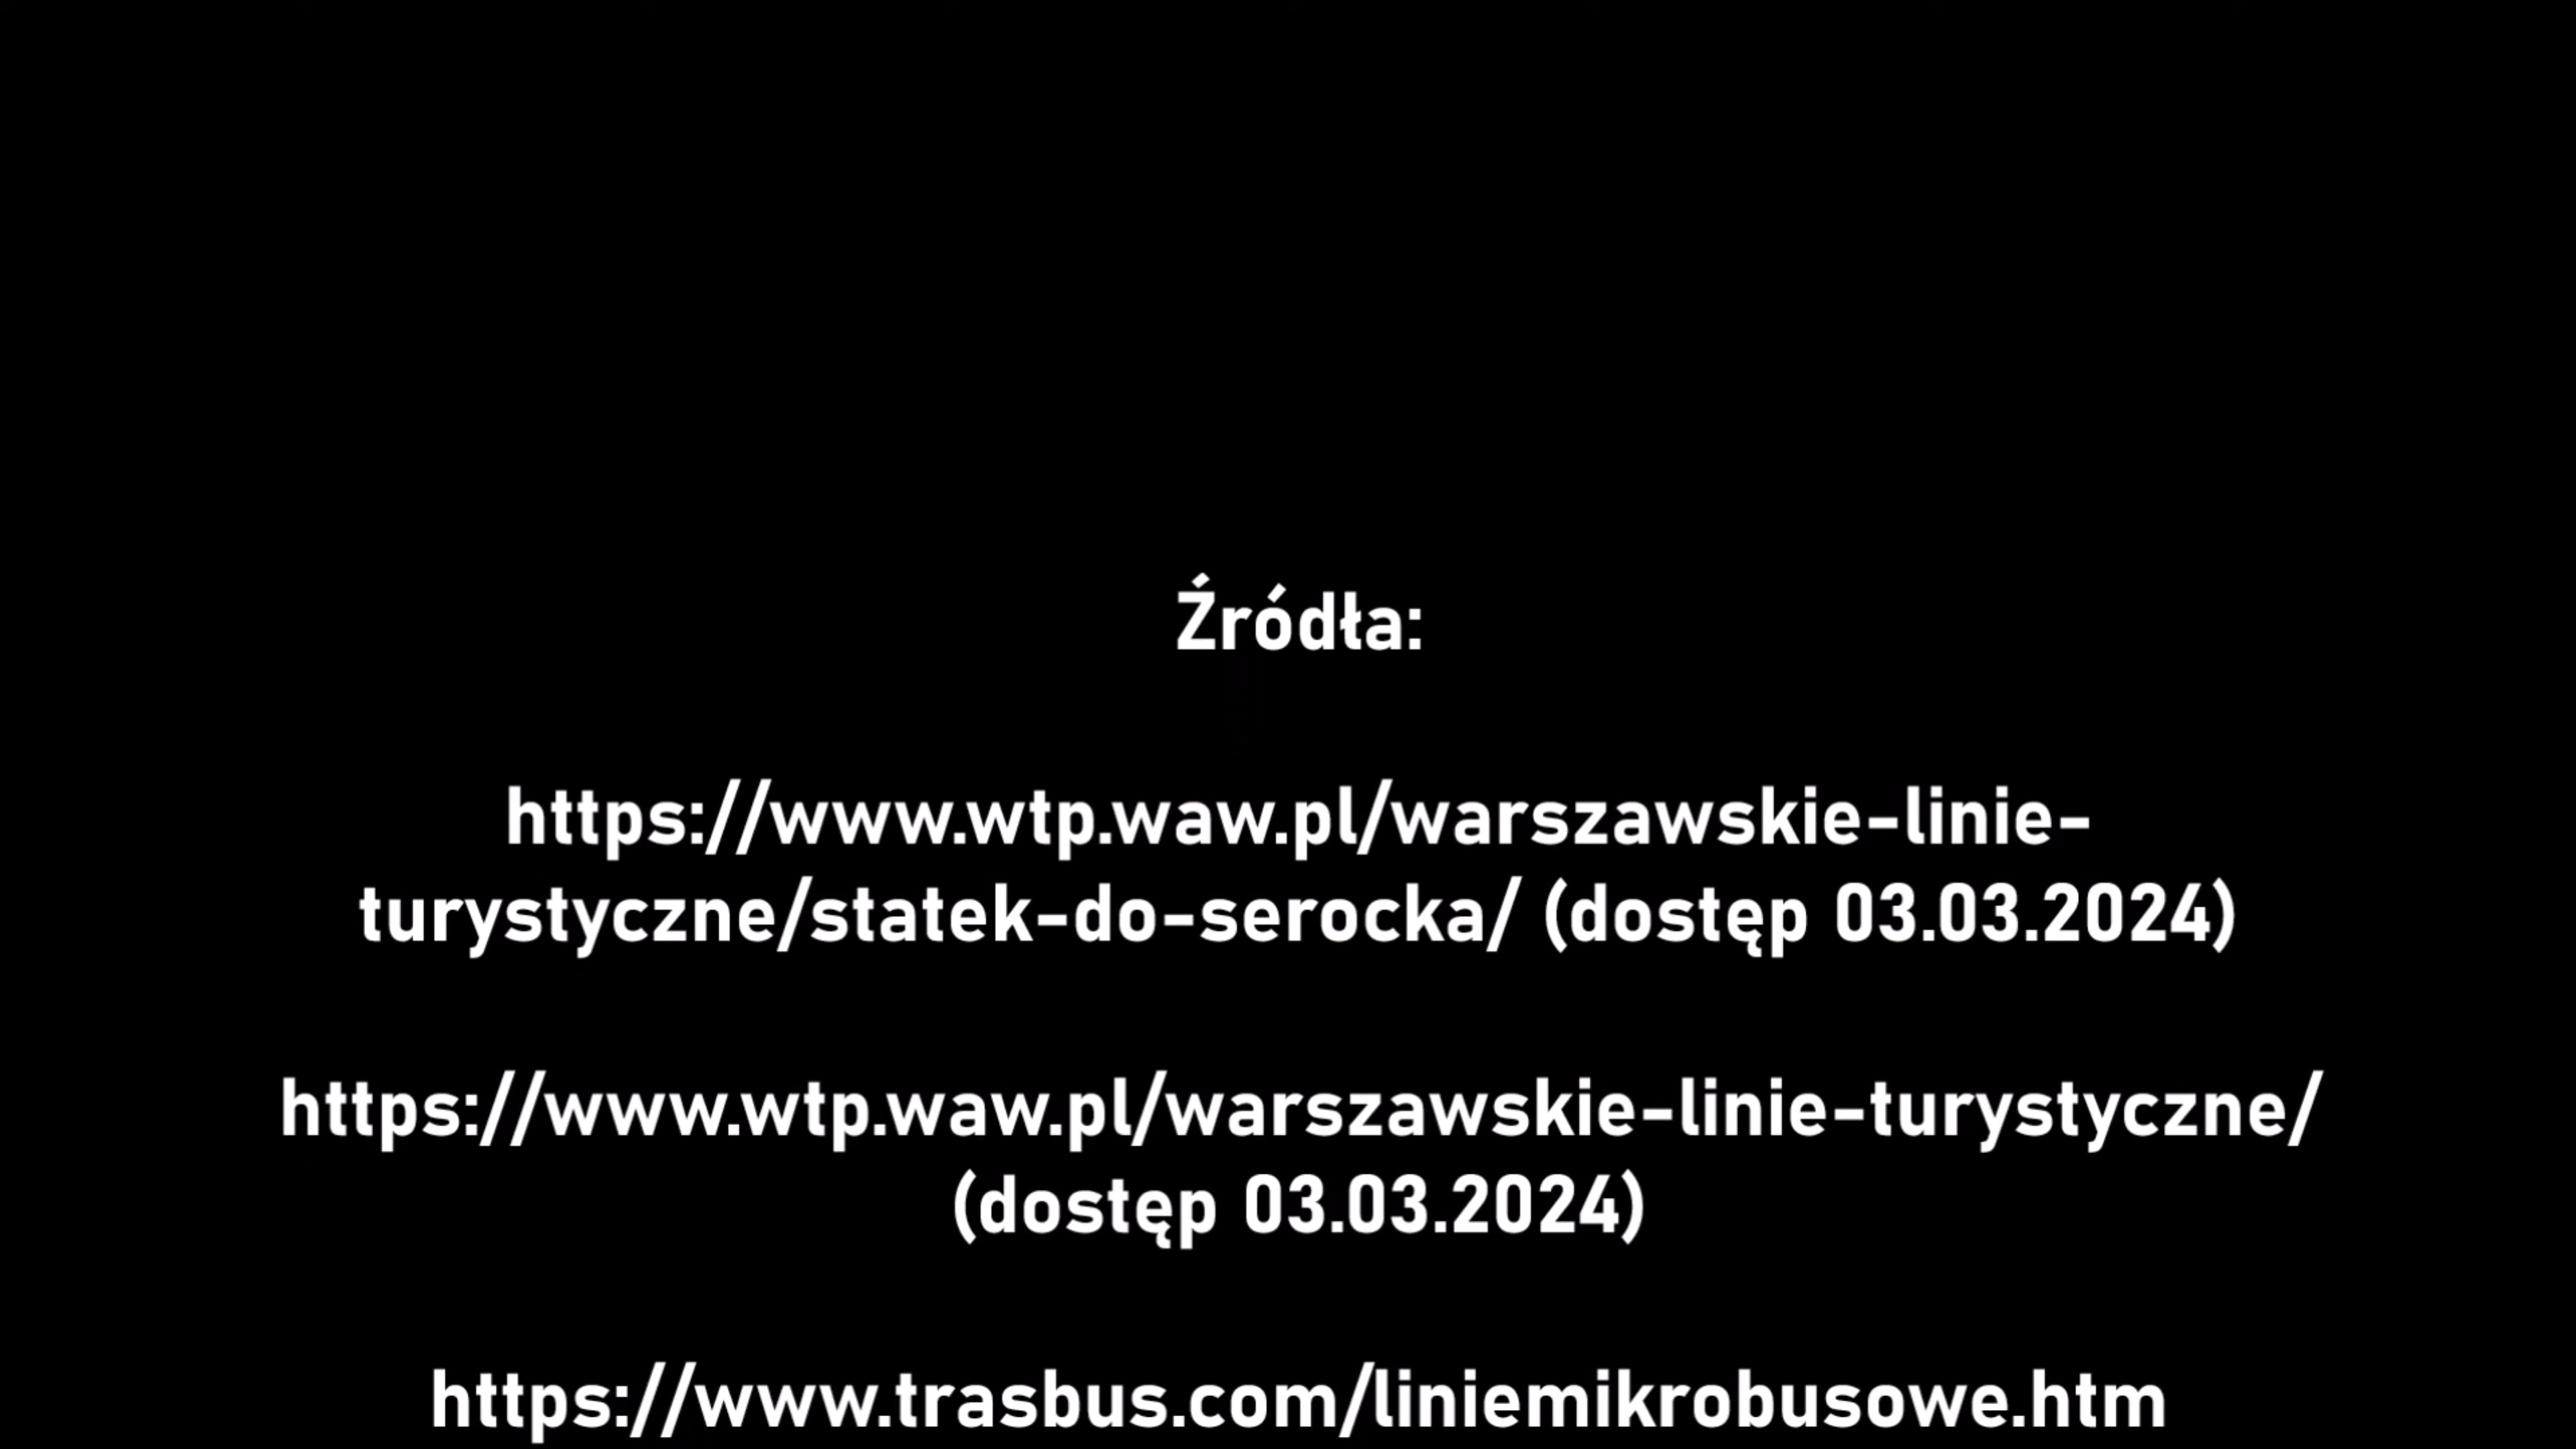 Źródła:
https://www.wtp.waw.pl/warszawskie-linie-
turystyczne/statek-do-serocka/ (dostęp 03.03.2024)
https://www.wtp.waw.pl/warszawskie-linie-turystyczne/
(dostęp 03.03.2024)
https://www.trasbus.com/liniemikrobusowe.htm